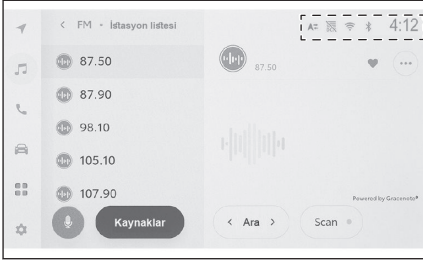 FM - İstasyon listesi
A 4:12
87.50
87.50
87.90
98.10
105.10
107.90
Powered by Gracenote®
Kaynaklar
Ara
Scan